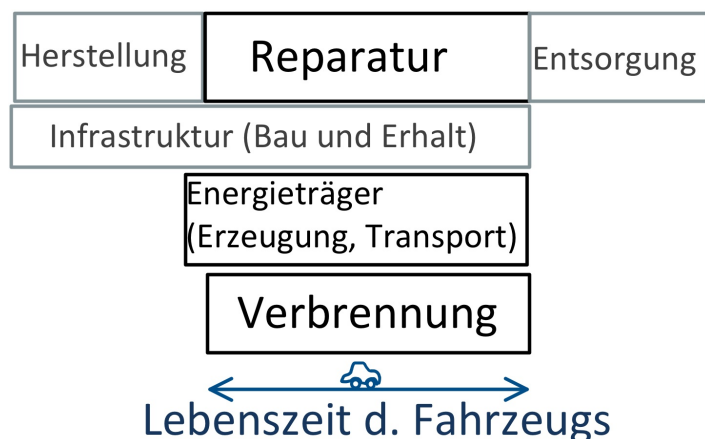 Herstellung
Reparatur
Entsorgung
Infrastruktur (Bau und Erhalt)
Energieträger
(Erzeugung, Transport)
Verbrennung
Lebenszeit d. Fahrzeugs